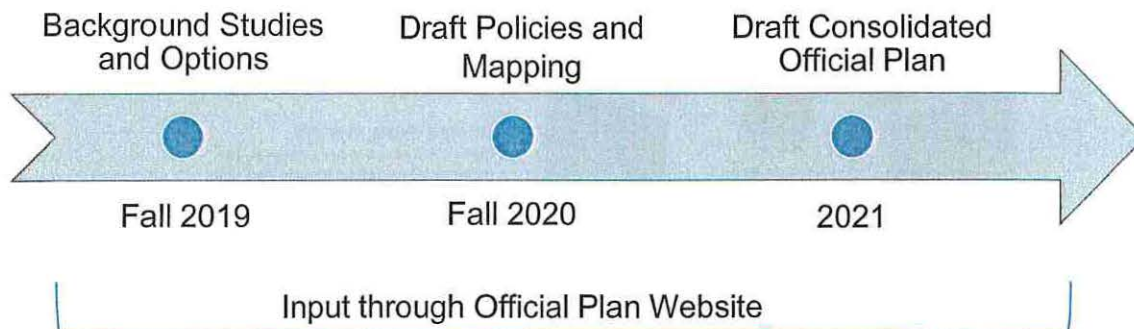 Background Studies
and Options
Draft Policies and
Mapping
Draft Consolidated
Official Plan
Fall 2019
Fall 2020
2021
Input through Official Plan Website